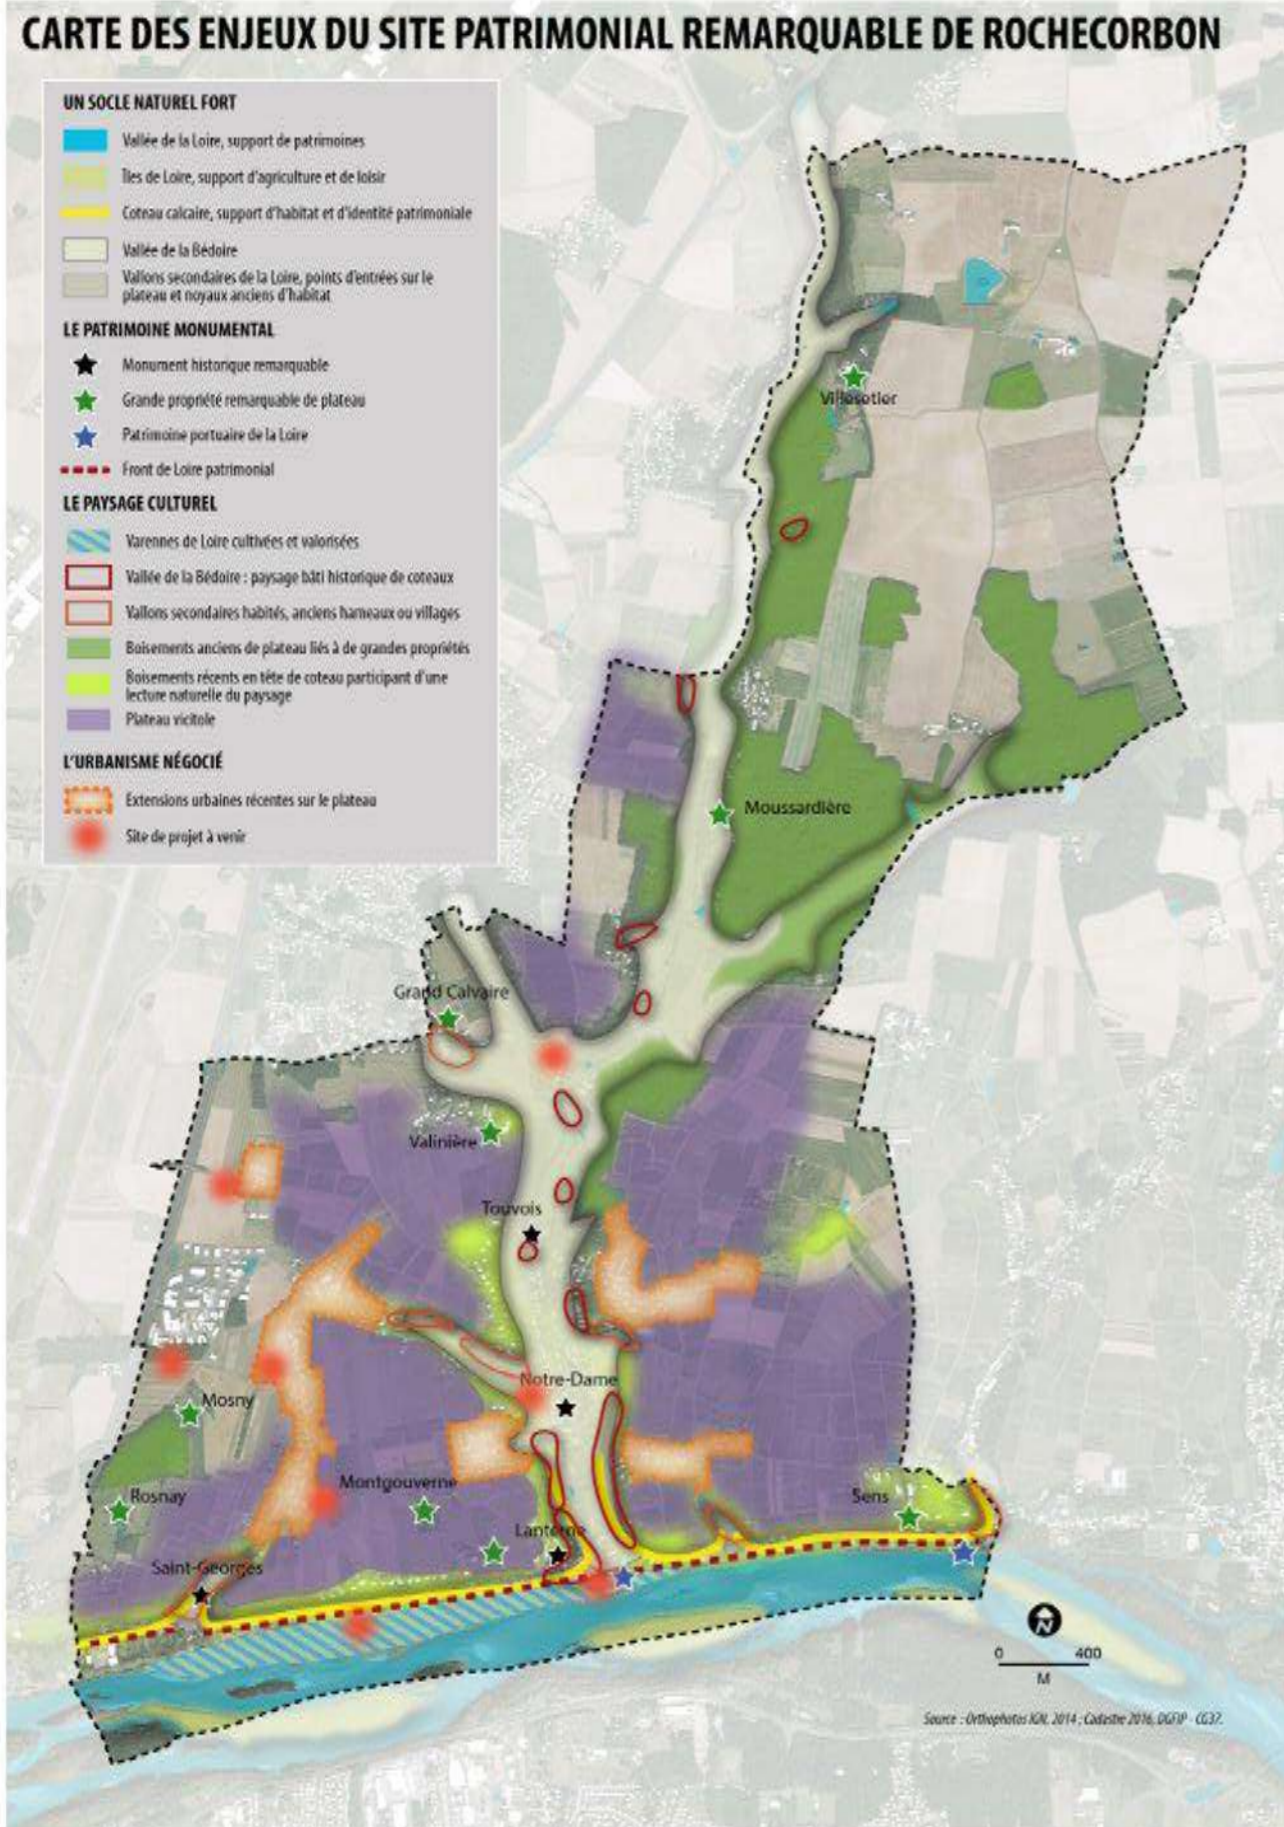 CARTE DES ENJEUX DU SITE PATRIMONIAL REMARQUABLE DE ROCHECORBON
UN SOCLE NATUREL FORT
Vallée de la Loire, support de patrimoines
Îles de Loire, support d'agriculture et de loisir
Coteau calcaire, support d'habitat et d'identité patrimoniale
Vallée de la Bédoire
Vallons secondaires de la Loire, points d'entrées sur le
plateau et noyaux anciens d'habitat
LE PATRIMOINE MONUMENTAL
Monument historique remarquable
Grande propriété remarquable de plateau
Patrimoine portuaire de la Loire
Front de Loire patrimonial
LE PAYSAGE CULTUREL
Varennes de Loire cultivées et valorisées
Vallée de la Bédoire : paysage bâti historique de coteaux
Vallons secondaires habités, anciens hameaux ou villages
Boisements anciens de plateau liés à de grandes propriétés
Boisements récents en tête de coteau participant d'une
lecture naturelle du paysage
Plateau viticole
L'URBANISME NÉGOCIÉ
Extensions urbaines récentes sur le plateau
Site de projet à venir
Villesetier
Moussardière
Grand Calvaire
Valinière
Touvois
Notre-Dame
Mosny
Montgouverne
Rosnay
Sens
Lanterne
Saint-Georges
N
0 400
M
Source : Orthophotos IGN, 2014 ; Cadastre 2016, DGFIP - CG37.